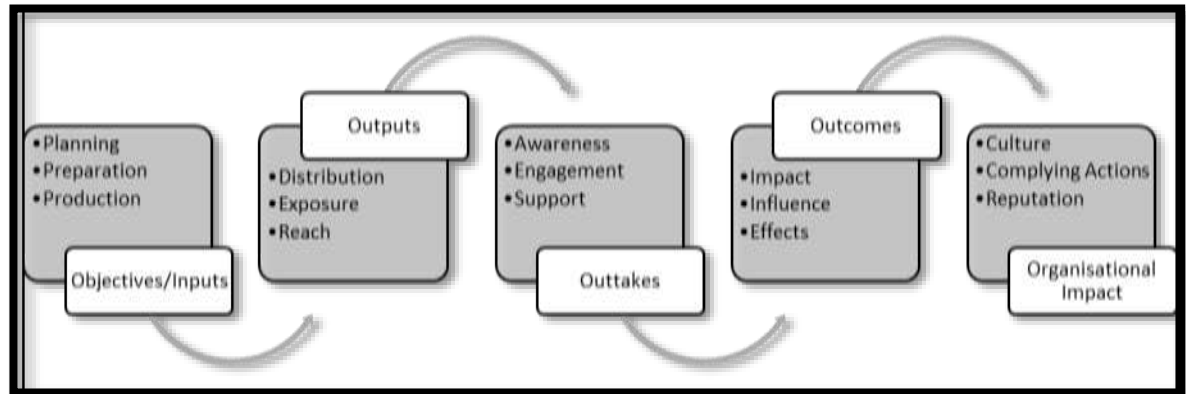 •Planning
•Preparation
•Production
Objectives/Inputs
Outputs
•Distribution
•Exposure
•Reach
•Awareness
•Engagement
•Support
Outtakes
Outcomes
•Impact
•Influence
•Effects
•Culture
•Complying Actions
•Reputation
Organisational
Impact